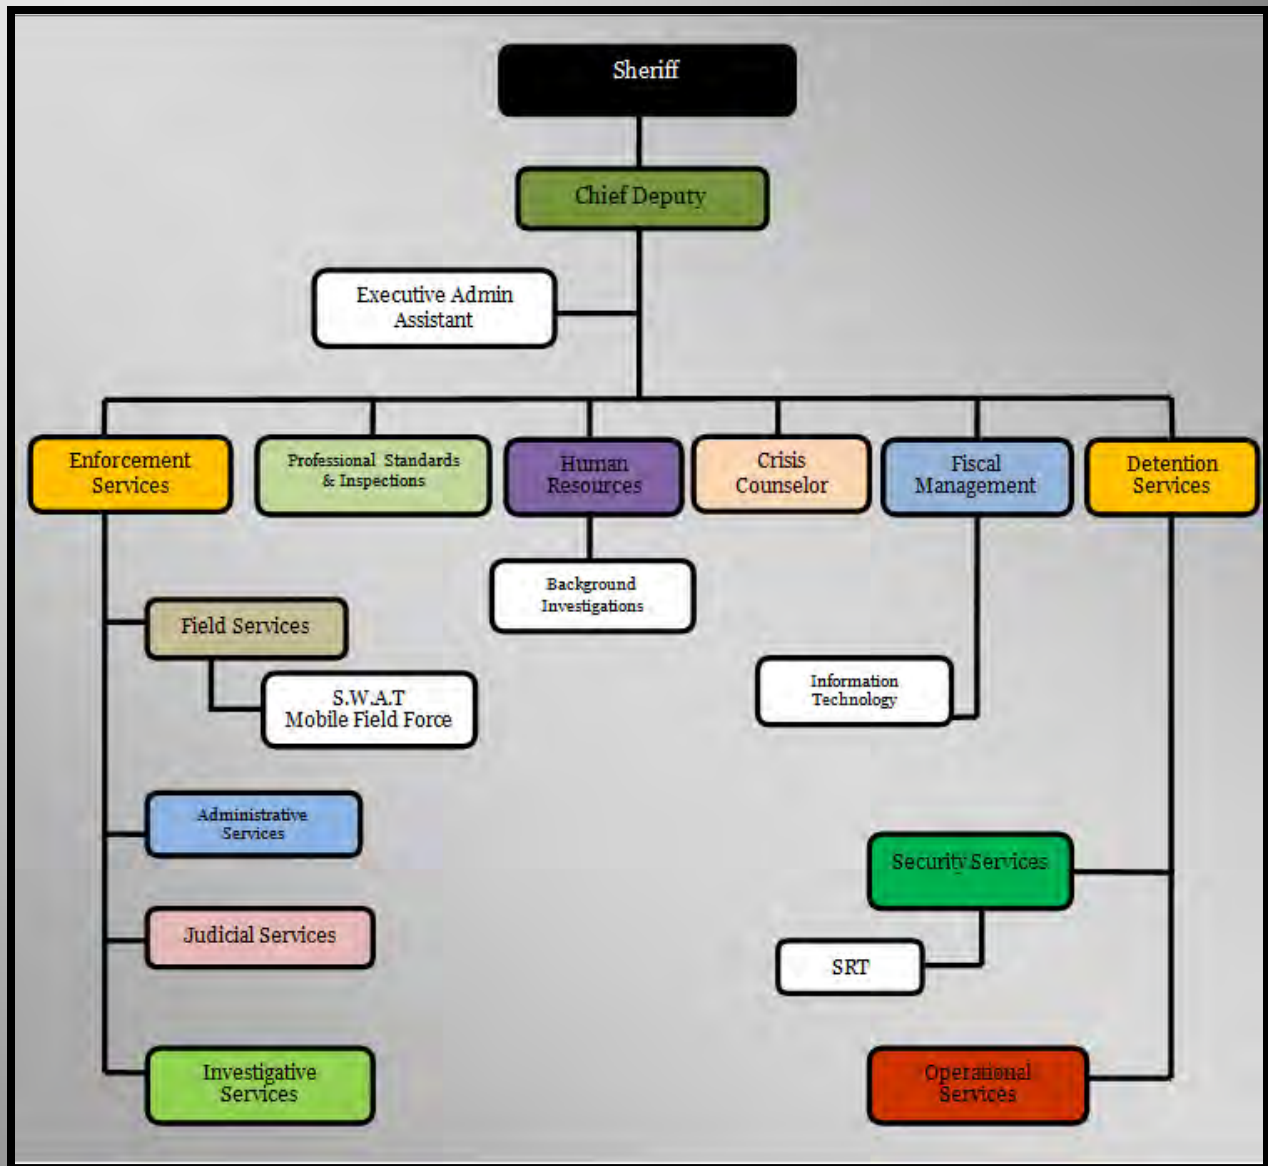 Sheriff
Chief Deputy
Executive Admin
Assistant
Enforcement
Services
Professional Standards
& Inspections
Human
Resources
Crisis
Counselor
Fiscal
Management
Detention
Services
Background
Investigations
Field Services
S.W.A.T
Mobile Field Force
Information
Technology
Administrative
Services
Security Services
Judicial Services
SRT
Investigative
Services
Operational
Services